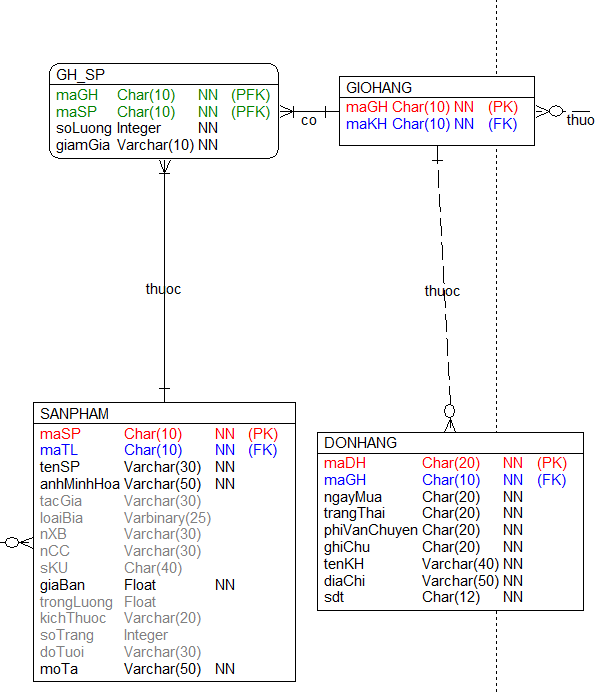 GH_SP
maGH Char(10) NN (PFK)
maSP Char(10) NN (PFK)
soLuong Integer NN
giamGia Varchar(10) NN
co
GIOHANG
maGH Char(10) NN (PK)
maKH Char(10) NN (FK)
thuo
thuoc
thuoc
SANPHAM
maSP Char(10) NN (PK)
maTL Char(10) NN (FK)
tenSP Varchar(30) NN
anhMinhHoa Varchar(50) NN
tacGia Varchar(30)
loaiBia Varbinary(25)
nXB Varchar(30)
nCC Varchar(30)
sKU Char(40)
giaBan Float NN
trongLuong Float
kichThuoc Varchar(20)
soTrang Integer
doTuoi Varchar(30)
moTa Varchar(50) NN
DONHANG
maDH Char(20) NN (PK)
maGH Char(10) NN (FK)
ngayMua Char(20) NN
trangThai Char(20) NN
phiVanChuyen Char(20) NN
ghiChu Char(20) NN
tenKH Varchar(40) NN
diaChi Varchar(50) NN
sdt Char(12) NN